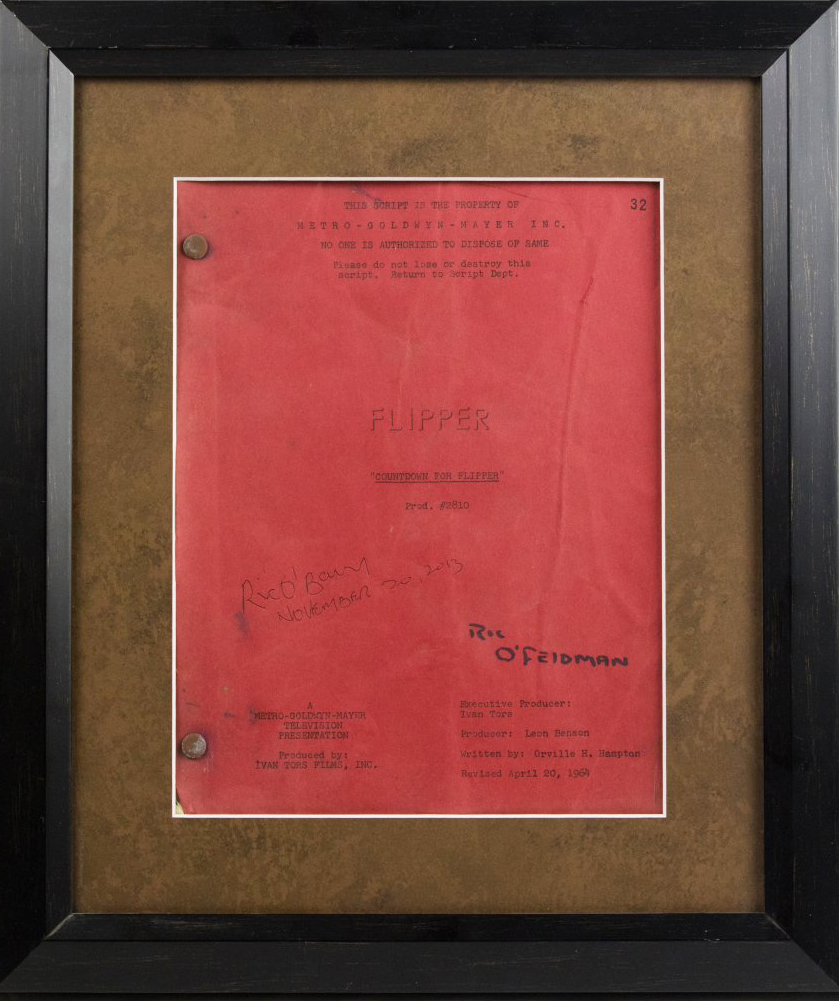 THIS SCRIPT IS THE PROPERTY OF
32
METRO-GOLDWYN-MAYER INC.
NO ONE IS AUTHORIZED TO DISPOSE OF SAME
Please do not lose or destroy this
script. Return to Script Dept.
FLIPPER
"COUNTDOWN FOR FLIPPER"
Prod. #2810
Ric O'Barry
NOVEMBER 20, 2013
Ric
O'FEIDMAN
A
METRO-GOLDWYN-MAYER
TELEVISION
PRESENTATION
Produced by:
IVAN TORS FILMS, INC.
Executive Producer:
Ivan Tors
Producer: Leon Benson
Written by: Orville H. Hampton
Revised April 20, 1964